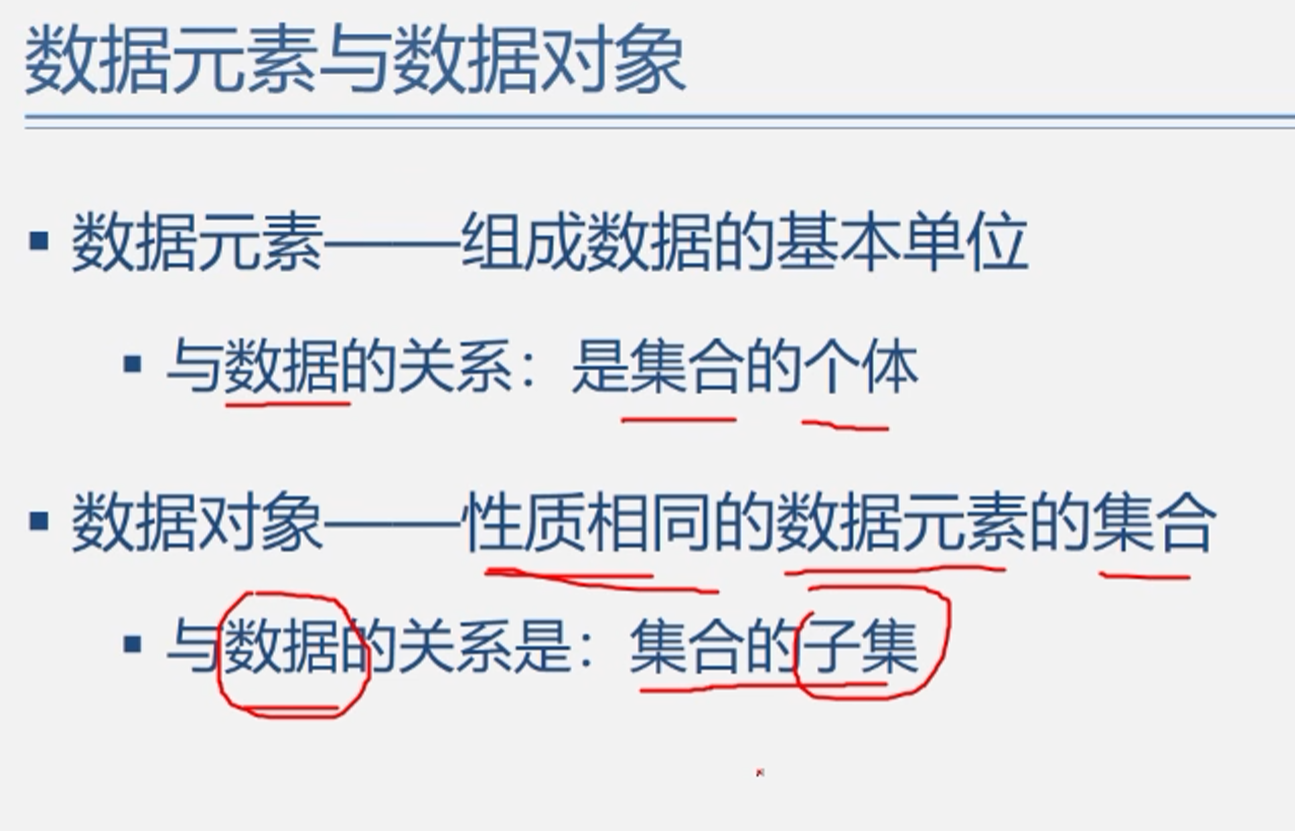 数据元素与数据对象
▪ 数据元素——组成数据的基本单位
▪ 与数据的关系：是集合的个体
▪ 数据对象——性质相同的数据元素的集合
▪ 与数据的关系是：集合的子集